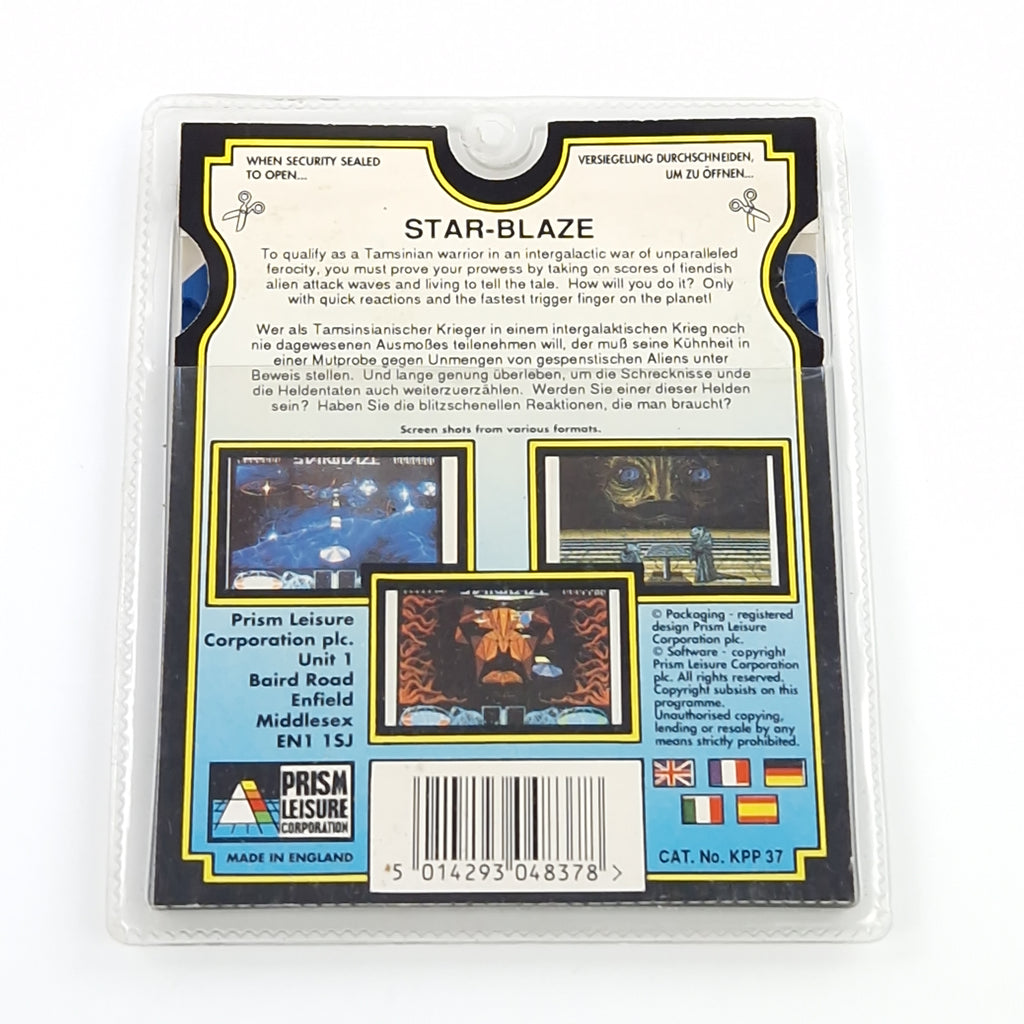 WHEN SECURITY SEALED
TO OPEN...
VERSIEGELUNG DURCHSCHNEIDEN,
UM ZU ÖFFNEN...
STAR-BLAZE
To qualify as a Tamsinian warrior in an intergalactic war of unparalleled
ferocity, you must prove your prowess by taking on scores of fiendish
alien attack waves and living to tell the tale. How will you do it? Only
with quick reactions and the fastest trigger finger on the planet!
Wer als Tamsinsianischer Krieger in einem intergalaktischen Krieg noch
nie dagewesenen Ausmoßes teilenehmen will, der muß seine Kühnheit in
einer Mutprobe gegen Unmengen von gespenstischen Aliens unter
Beweis stellen. Und lange genung überleben, um die Schrecknisse unde
die Heldentaten auch weiterzuerzählen. Werden Sie einer dieser Helden
sein? Haben Sie die blitzschenellen Reaktionen, die man braucht?
Screen shots from various formats.
STARBLAZE
STARBLAZE
Prism Leisure
Corporation plc.
Unit 1
Baird Road
Enfield
Middlesex
EN1 1SJ
© Packaging - registered
design Prism Leisure
Corporation plc.
© Software - copyright
Prism Leisure Corporation
plc. All rights reserved.
Copyright subsists on this
programme.
Unauthorised copying,
lending or resale by any
means strictly prohibited.
PRISM
LEISURE
CORPORATION
MADE IN ENGLAND
5 014293 048378 >
CAT. No. KPP 37